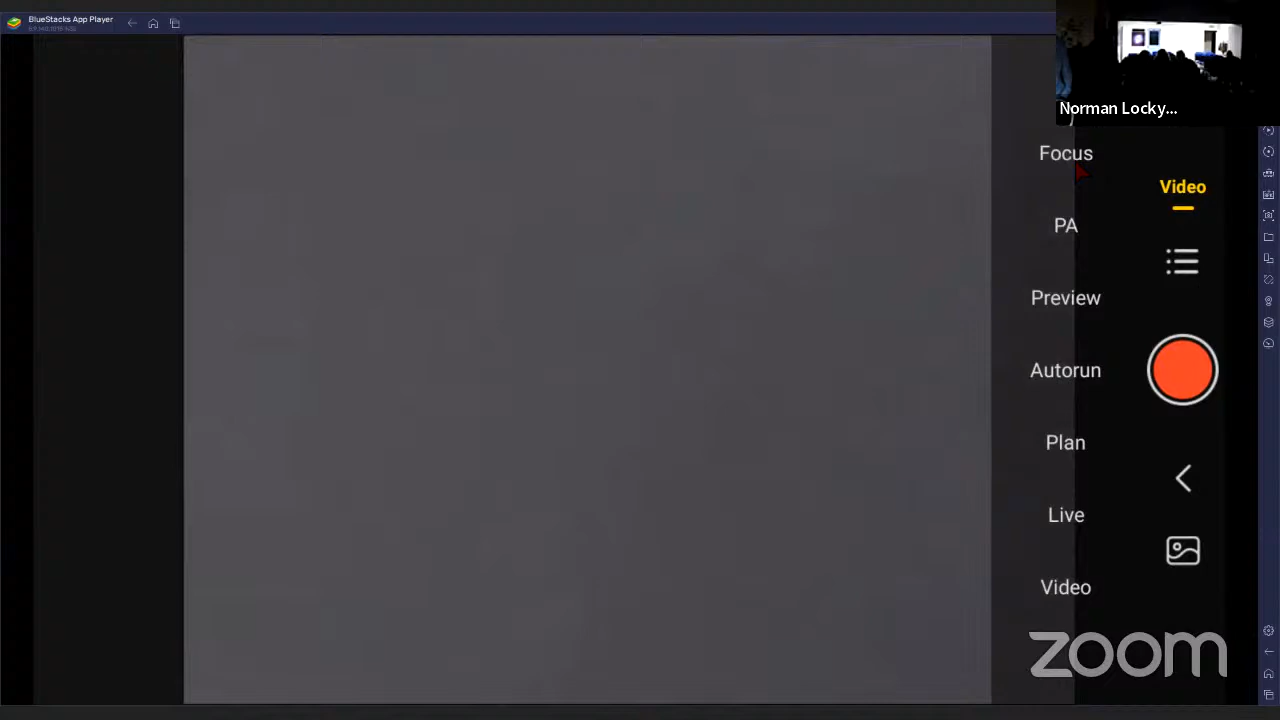 BlueStacks App Player
Norman Locky...
Focus
Video
PA
Preview
Autorun
Plan
Live
Video
zoom